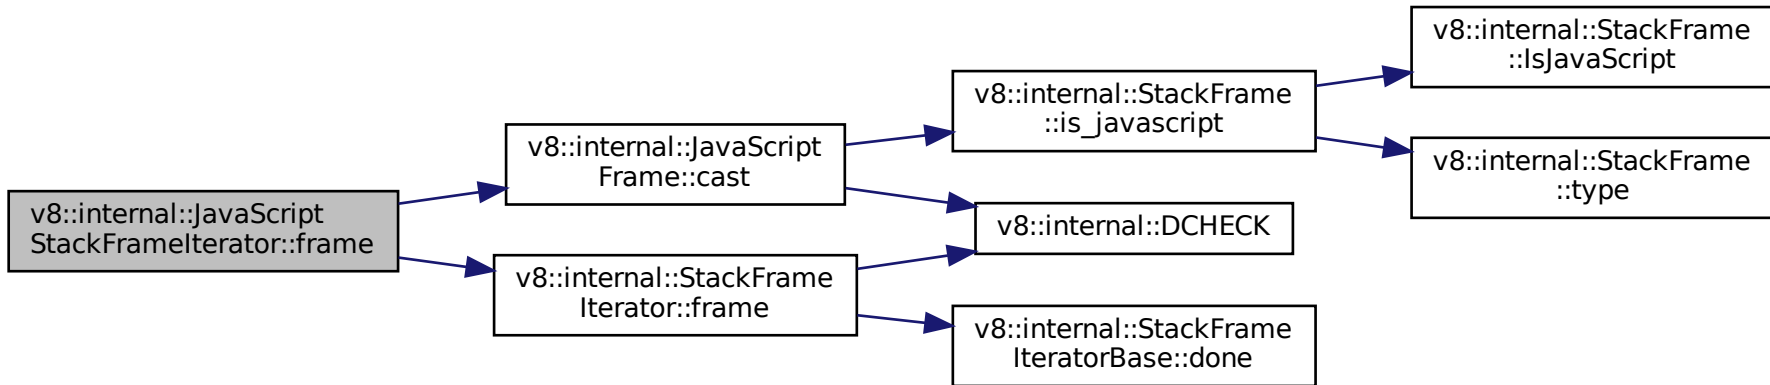 v8::internal::JavaScript
StackFrameIterator::frame
v8::internal::JavaScript
Frame::cast
v8::internal::StackFrame
Iterator::frame
v8::internal::StackFrame
::is_javascript
v8::internal::DCHECK
v8::internal::StackFrame
IteratorBase::done
v8::internal::StackFrame
::IsJavaScript
v8::internal::StackFrame
::type